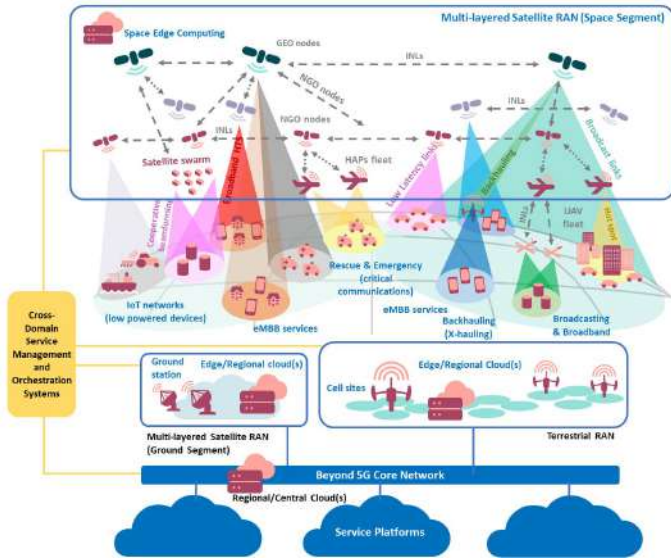 Multi-layered Satellite RAN (Space Segment)
Space Edge Computing
GEO nodes
INLs
NGO nodes
NGO nodes
INLs
INLs
Satellite swarm
Broadband TITS
HAPs fleet
Low Latency links
Backhauling
Broadcast links
Cooperative
beamforming
INLs
UAV
fleet
Hot spot
IoT networks
(low powered devices)
eMBB services
Rescue & Emergency
(critical
communications)
eMBB services
Backhauling
(X-hauling)
Broadcasting
& Broadband
Cross-
Domain
Service
Management
and
Orchestration
Systems
Ground
station
Edge/Regional cloud(s)
Multi-layered Satellite RAN
(Ground Segment)
Edge/Regional Cloud(s)
Cell sites
Terrestrial RAN
Beyond 5G Core Network
Regional/Central Cloud(s)
Service Platforms